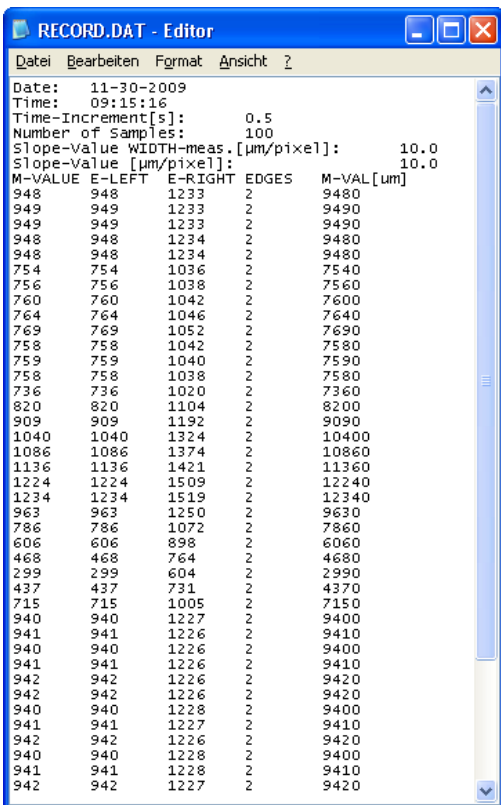 RECORD.DAT - Editor
Datei Bearbeiten Format Ansicht ?
Date: 11-30-2009
Time: 09:15:16
Time-Increment[s]: 0.5
Number of Samples: 100
Slope-Value WIDTH-meas.[µm/pixel]: 10.0
Slope-Value [µm/pixel]: 10.0
M-VALUE E-LEFT E-RIGHT EDGES M-VAL[um]
948 948 1233 2 9480
949 949 1233 2 9490
949 949 1233 2 9490
948 948 1234 2 9480
948 948 1234 2 9480
754 754 1036 2 7540
756 756 1038 2 7560
760 760 1042 2 7600
764 764 1046 2 7640
769 769 1052 2 7690
758 758 1042 2 7580
759 759 1040 2 7590
758 758 1038 2 7580
736 736 1020 2 7360
820 820 1104 2 8200
909 909 1192 2 9090
1040 1040 1324 2 10400
1086 1086 1374 2 10860
1136 1136 1421 2 11360
1224 1224 1509 2 12240
1234 1234 1519 2 12340
963 963 1250 2 9630
786 786 1072 2 7860
606 606 898 2 6060
468 468 764 2 4680
299 299 604 2 2990
437 437 731 2 4370
715 715 1005 2 7150
940 940 1227 2 9400
941 941 1226 2 9410
940 940 1226 2 9400
941 941 1226 2 9410
942 942 1226 2 9420
942 942 1226 2 9420
940 940 1228 2 9400
941 941 1227 2 9410
942 942 1226 2 9420
940 940 1228 2 9400
941 941 1228 2 9410
942 942 1227 2 9420